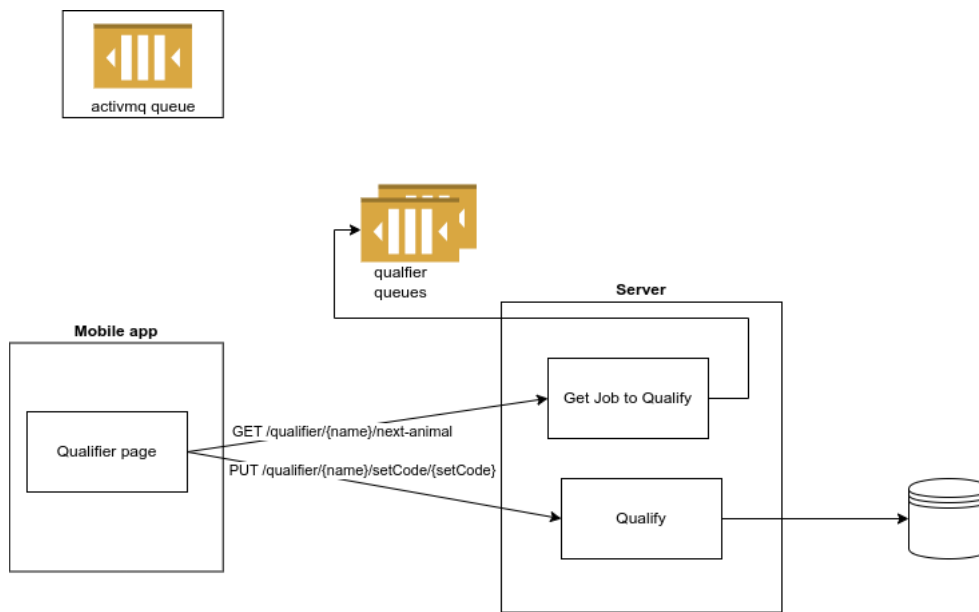 activmq queue
qualfier
queues
Server
Mobile app
Get Job to Qualify
GET /qualifier/{name}/next-animal
Qualifier page
PUT /qualifier/{name}/setCode/{setCode}
Qualify